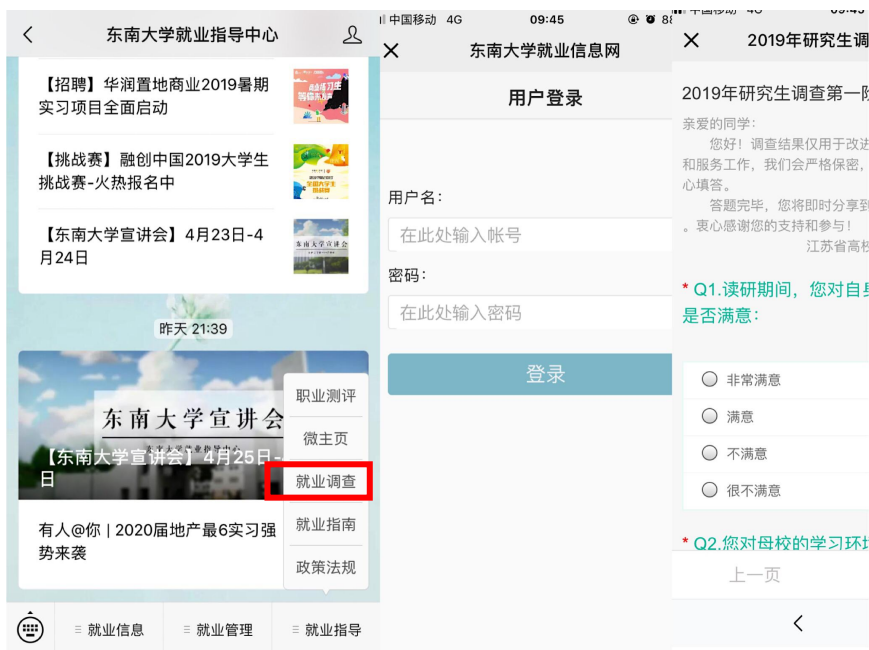 东南大学就业指导中心
【招聘】华润置地商业2019暑期
实习项目全面启动
【挑战赛】融创中国2019大学生
挑战赛-火热报名中
【东南大学宣讲会】4月23日-4
月24日
东南大学宣讲会
昨天 21:39
东南大学宣讲会
【东南大学宣讲会】4月25日-
日
有人@你 | 2020届地产最6实习强
势来袭
职业测评
微主页
就业调查
就业指南
政策法规
就业信息
就业管理
就业指导
中国移动 4G 09:45
东南大学就业信息网
用户登录
用户名:
在此处输入帐号
密码:
在此处输入密码
登录
2019年研究生调
2019年研究生调查第一
亲爱的同学:
您好！调查结果仅用于改进
和服务工作，我们会严格保密，
心填答。
答题完毕，您将即时分享到
。衷心感谢您的支持和参与！
江苏省高校
* Q1.读研期间，您对自身
是否满意:
非常满意
满意
不满意
很不满意
* Q2.您对母校的学习环境
上一页